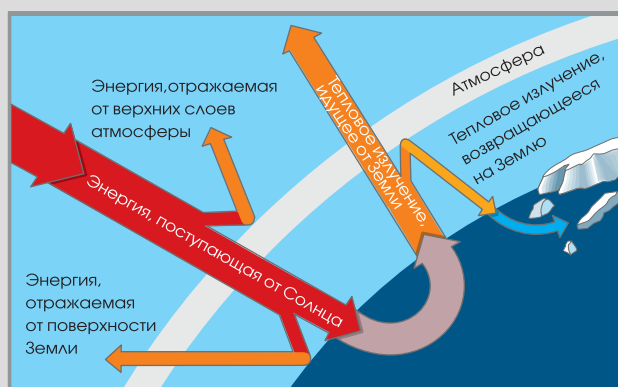 Энергия,отражаемая
от верхних слоев
атмосферы
Энергия, поступающая от Солнца
Энергия,
отражаемая
от поверхности
Земли
Тепловое излучение,
идущее от Земли
Атмосфера
Тепловое излучение,
возвращающееся
на Землю